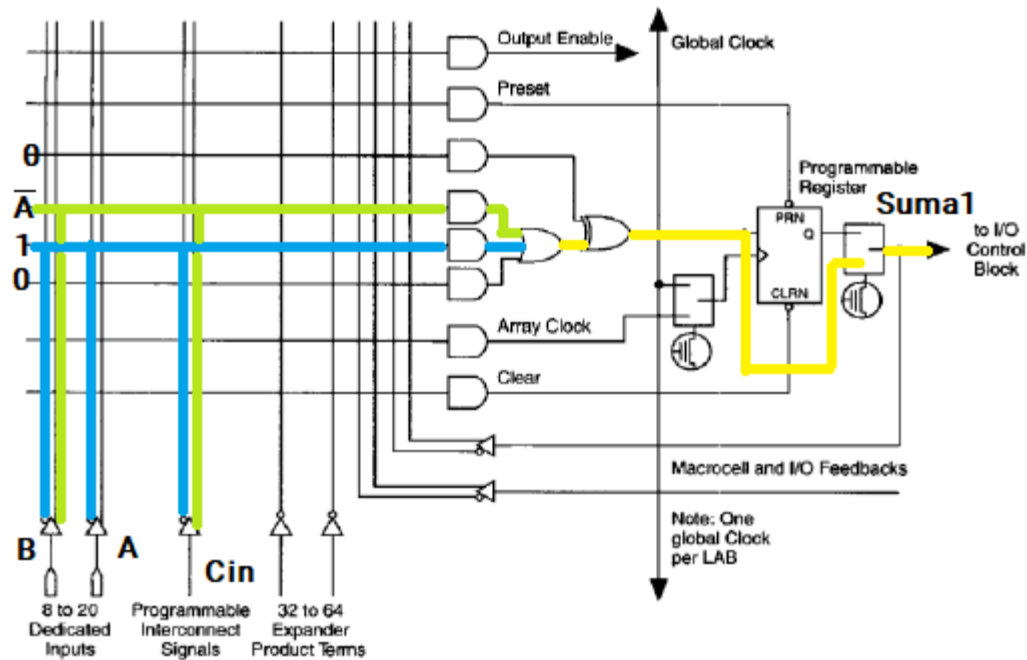 Output Enable
Global Clock
Preset
0
Programmable
Register
A
Suma1
PRN
Q
1
to I/O
Control
Block
0
CLRN
Array Clock
Clear
Macrocell and I/O Feedbacks
Note: One
global Clock
per LAB
B
A
Cin
8 to 20
Dedicated
Inputs
Programmable
Interconnect
Signals
32 to 64
Expander
Product Terms